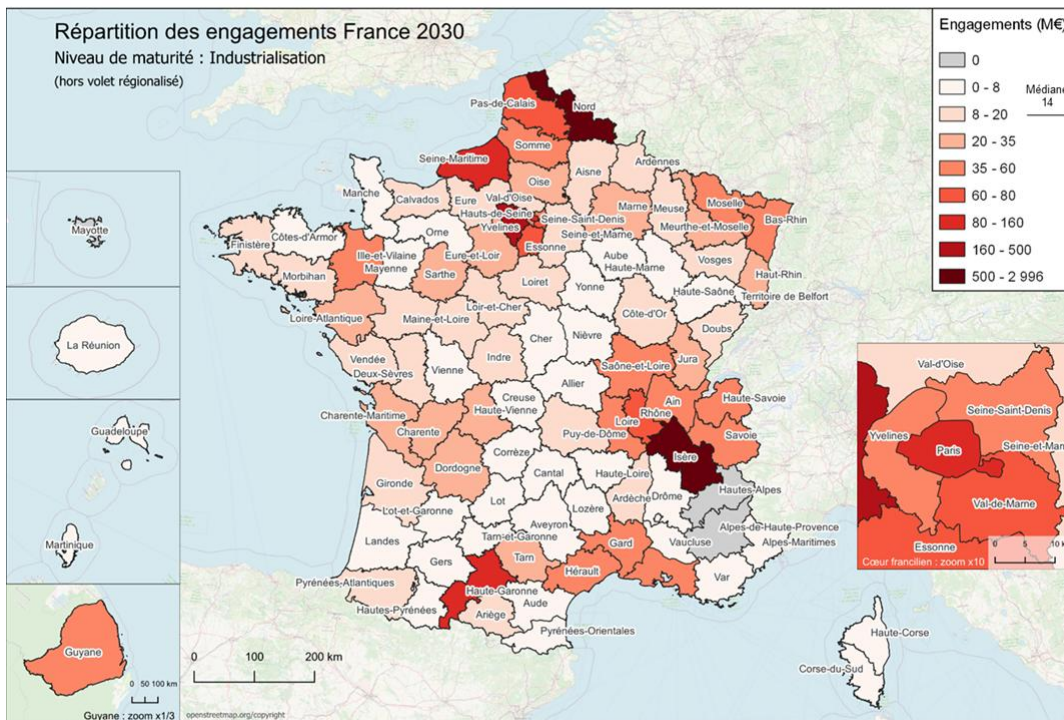 Répartition des engagements France 2030
Niveau de maturité : Industrialisation
(hors volet régionalisé)
Engagements (M€)
0
0 - 8
Médiane
14
8 - 20
20 - 35
35 - 60
60 - 80
80 - 160
160 - 500
500 - 2 996
Pas-de-Calais
Nord
Somme
Seine-Maritime
Aisne
Ardennes
Oise
Manche
Calvados
Eure
Val-d'Oise
Hauts-de-Seine
Seine-Saint-Denis
Marne
Meuse
Moselle
Bas-Rhin
Yvelines
Seine-et-Marne
Meurthe-et-Moselle
Orne
Essonne
Côtes-d'Armor
Finistère
Ille-et-Vilaine
Mayenne
Eure-et-Loir
Aube
Haute-Marne
Vosges
Morbihan
Sarthe
Loiret
Yonne
Haut-Rhin
Haute-Saône
Territoire de Belfort
Loir-et-Cher
Loire-Atlantique
Maine-et-Loire
Côte-d'Or
Doubs
Cher
Nièvre
Vendée
Indre
Jura
Deux-Sèvres
Vienne
Saône-et-Loire
Allier
Creuse
Haute-Vienne
Ain
Haute-Savoie
Charente-Maritime
Rhône
Loire
Charente
Puy-de-Dôme
Savoie
Corrèze
Isère
Dordogne
Cantal
Haute-Loire
Gironde
Ardèche
Drôme
Hautes-Alpes
Lot
Lot-et-Garonne
Lozère
Aveyron
Alpes-de-Haute-Provence
Tarn-et-Garonne
Landes
Gard
Vaucluse
Alpes-Maritimes
Gers
Tarn
Hérault
Var
Pyrénées-Atlantiques
Haute-Garonne
Hautes-Pyrénées
Aude
Ariège
Pyrénées-Orientales
Haute-Corse
Corse-du-Sud
Mayotte
La Réunion
Guadeloupe
Martinique
Guyane
0 50 100 km
Guyane : zoom x1/3
0 100 200 km
openstreetmap.org/copyright
Val-d'Oise
Seine-Saint-Denis
Yvelines
Seine-et-Mar
Paris
Val-de-Marne
Essonne
0 5 10 k
Cœur francilien : zoom x10